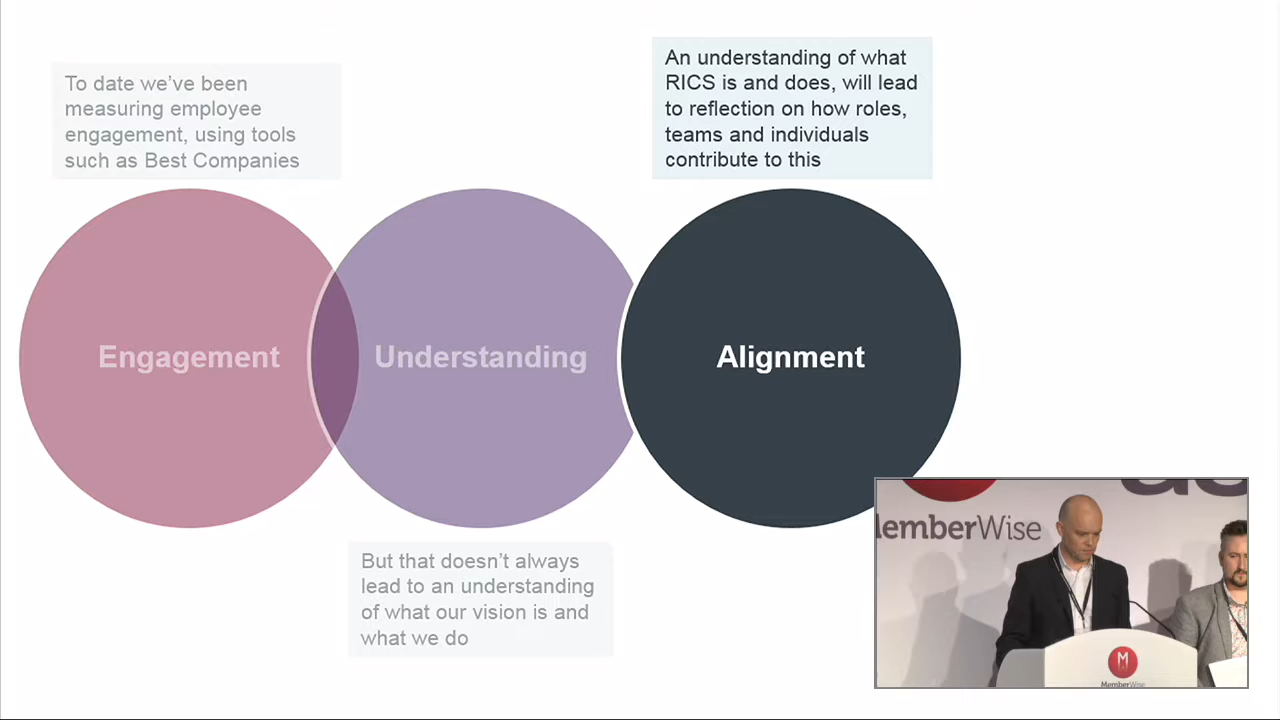 To date we've been
measuring employee
engagement, using tools
such as Best Companies
An understanding of what
RICS is and does, will lead
to reflection on how roles,
teams and individuals
contribute to this
Engagement
Understanding
Alignment
But that doesn't always
lead to an understanding
of what our vision is and
what we do
emberWise
M
MemberWise